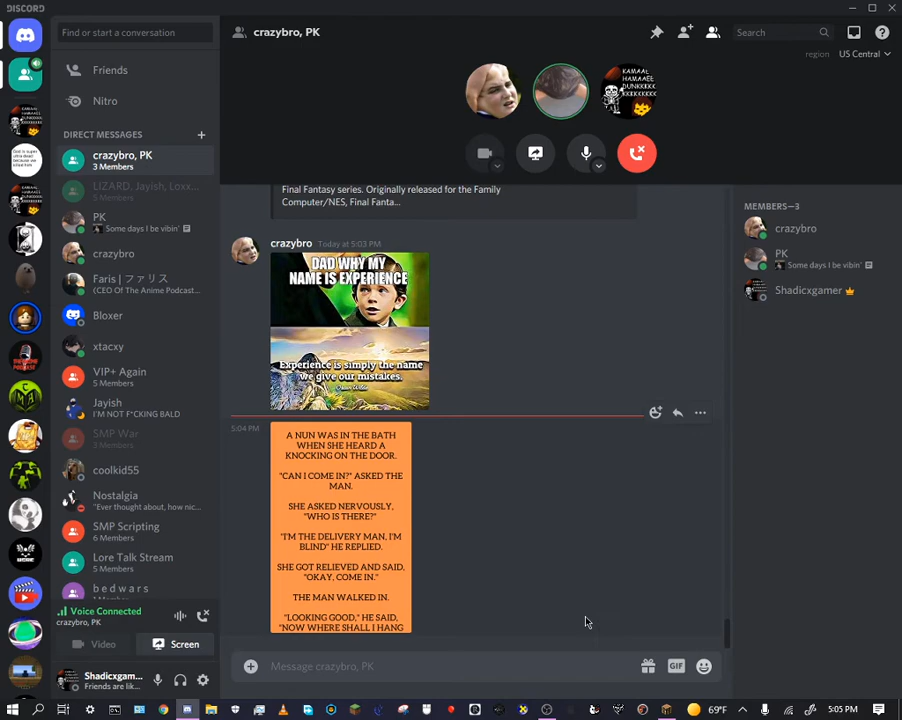 DISCORD
Find or start a conversation
crazybro, PK
Search
region US Central
Friends
Nitro
DIRECT MESSAGES
crazybro, PK
3 Members
LIZARD, Jayish, Loxx...
5 Members
PK
Some days I be vibin'
crazybro
Faris | ファリス
(CEO Of The Anime Podcast...
Bloxer
xtacxy
VIP+ Again
5 Members
Jayish
I'M NOT F*CKING BALD
SMP War
3 Members
coolkid55
Nostalgia
"Ever thought about, how nic...
SMP Scripting
6 Members
Lore Talk Stream
5 Members
b e d w a r s
Voice Connected
crazybro, PK
Video
Screen
Shadicxgam...
Friends are lik...
KAMAAL
HAMAAEL
Final Fantasy series. Originally released for the Family
Computer/NES, Final Fanta...
crazybro Today at 5:03 PM
DAD WHY MY
NAME IS EXPERIENCE
Experience is simply the name
we give our mistakes.
5:04 PM
A NUN WAS IN THE BATH
WHEN SHE HEARD A
KNOCKING ON THE DOOR.
"CAN I COME IN?" ASKED THE
MAN.
SHE ASKED NERVOUSLY,
"WHO IS THERE?"
"I'M THE DELIVERY MAN, I'M
BLIND" HE REPLIED.
SHE GOT RELIEVED AND SAID,
"OKAY, COME IN."
THE MAN WALKED IN.
"LOOKING GOOD," HE SAID,
"NOW WHERE SHALL I HANG
Message crazybro, PK
GIF
MEMBERS—3
crazybro
PK
Some days I be vibin'
Shadicxgamer
69°F
5:05 PM